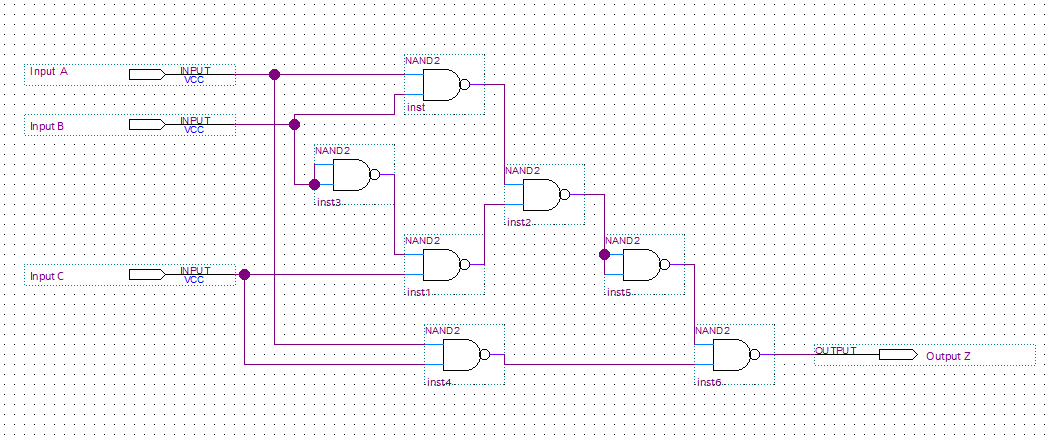 NAND2
Input A
INPUT
VCC
inst
Input B
INPUT
VCC
NAND2
inst3
NAND2
inst2
NAND2
inst1
NAND2
inst5
Input C
INPUT
VCC
NAND2
inst4
NAND2
inst6
OUTPUT
Output Z